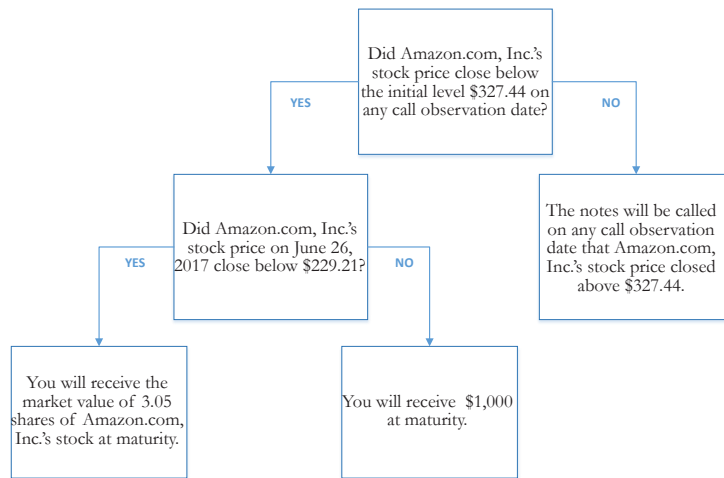 Did Amazon.com, Inc.'s
stock price close below
the initial level $327.44 on
any call observation date?
YES
NO
Did Amazon.com, Inc.'s
stock price on June 26,
2017 close below $229.21?
The notes will be called
on any call observation
date that Amazon.com,
Inc.'s stock price closed
above $327.44.
YES
NO
You will receive the
market value of 3.05
shares of Amazon.com,
Inc.'s stock at maturity.
You will receive $1,000
at maturity.